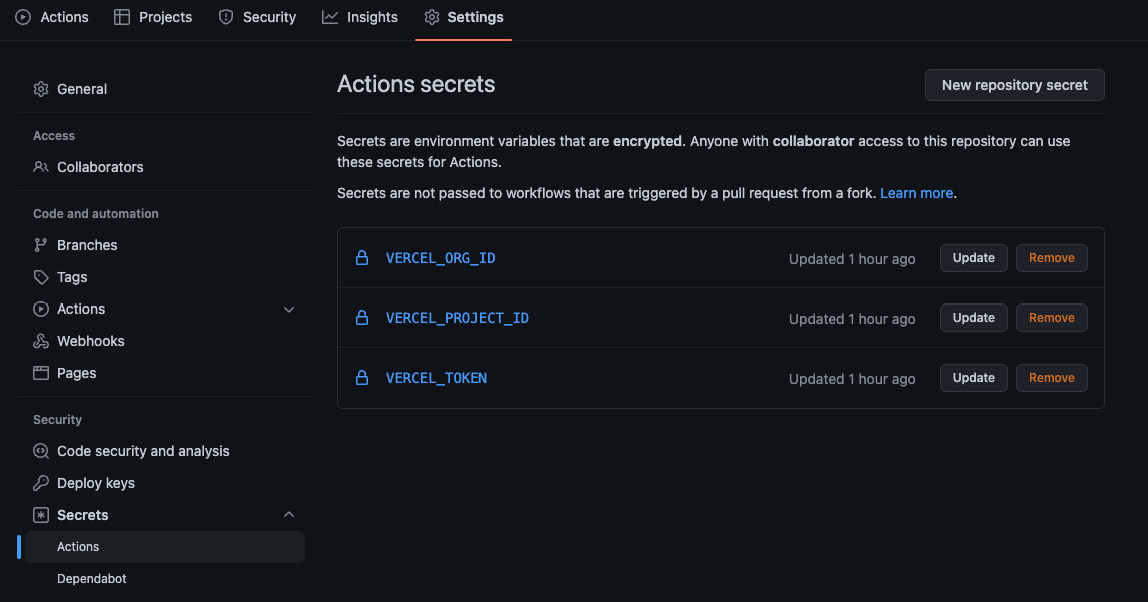 Actions Projects Security Insights Settings
General
Access
Collaborators
Code and automation
Branches
Tags
Actions
Webhooks
Pages
Security
Code security and analysis
Deploy keys
Secrets
Actions
Dependabot
Actions secrets
New repository secret
Secrets are environment variables that are encrypted. Anyone with collaborator access to this repository can use
these secrets for Actions.
Secrets are not passed to workflows that are triggered by a pull request from a fork. Learn more.
VERCEL_ORG_ID Updated 1 hour ago Update Remove
VERCEL_PROJECT_ID Updated 1 hour ago Update Remove
VERCEL_TOKEN Updated 1 hour ago Update Remove